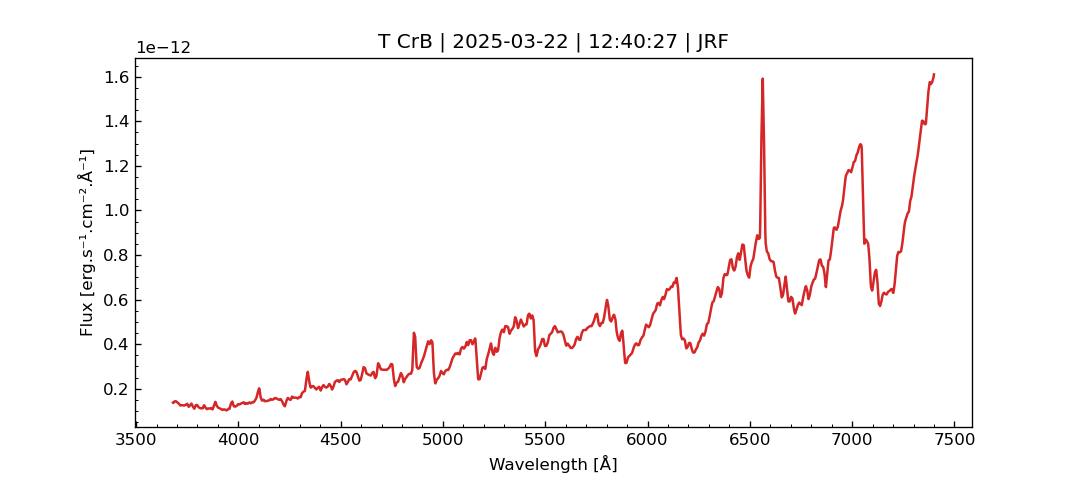 T CrB | 2025-03-22 | 12:40:27 | JRF
1e−12
1.6
1.4
1.2
1.0
0.8
0.6
0.4
0.2
Flux [erg.s⁻¹.cm⁻².Å⁻¹]
3500 4000 4500 5000 5500 6000 6500 7000 7500
Wavelength [Å]